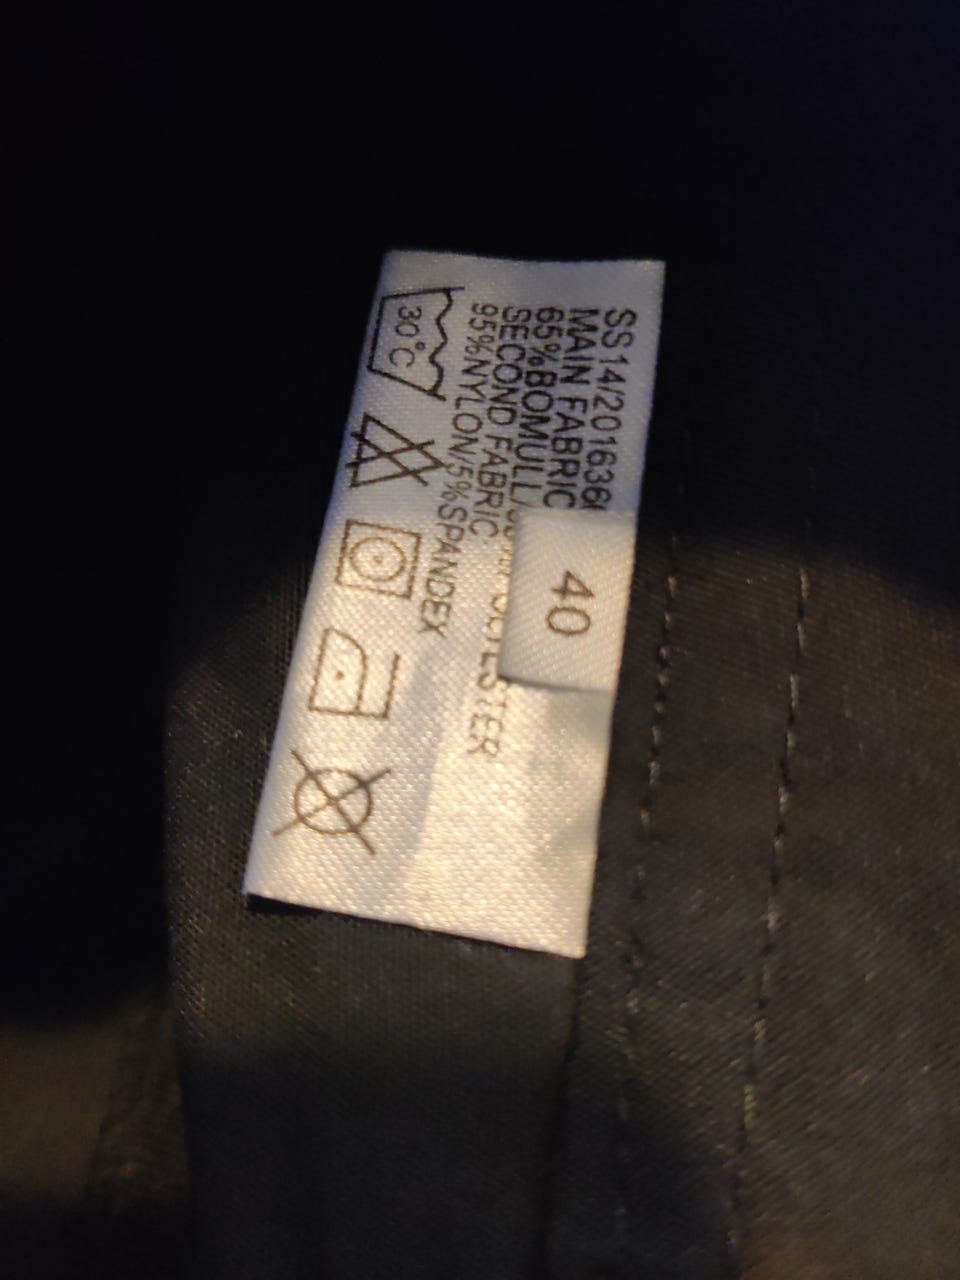 SS14/201636
MAIN FABRIC
65%BOMULL/
SECOND FABRIC
95%NYLON/5%SPANDEX
30°C
40